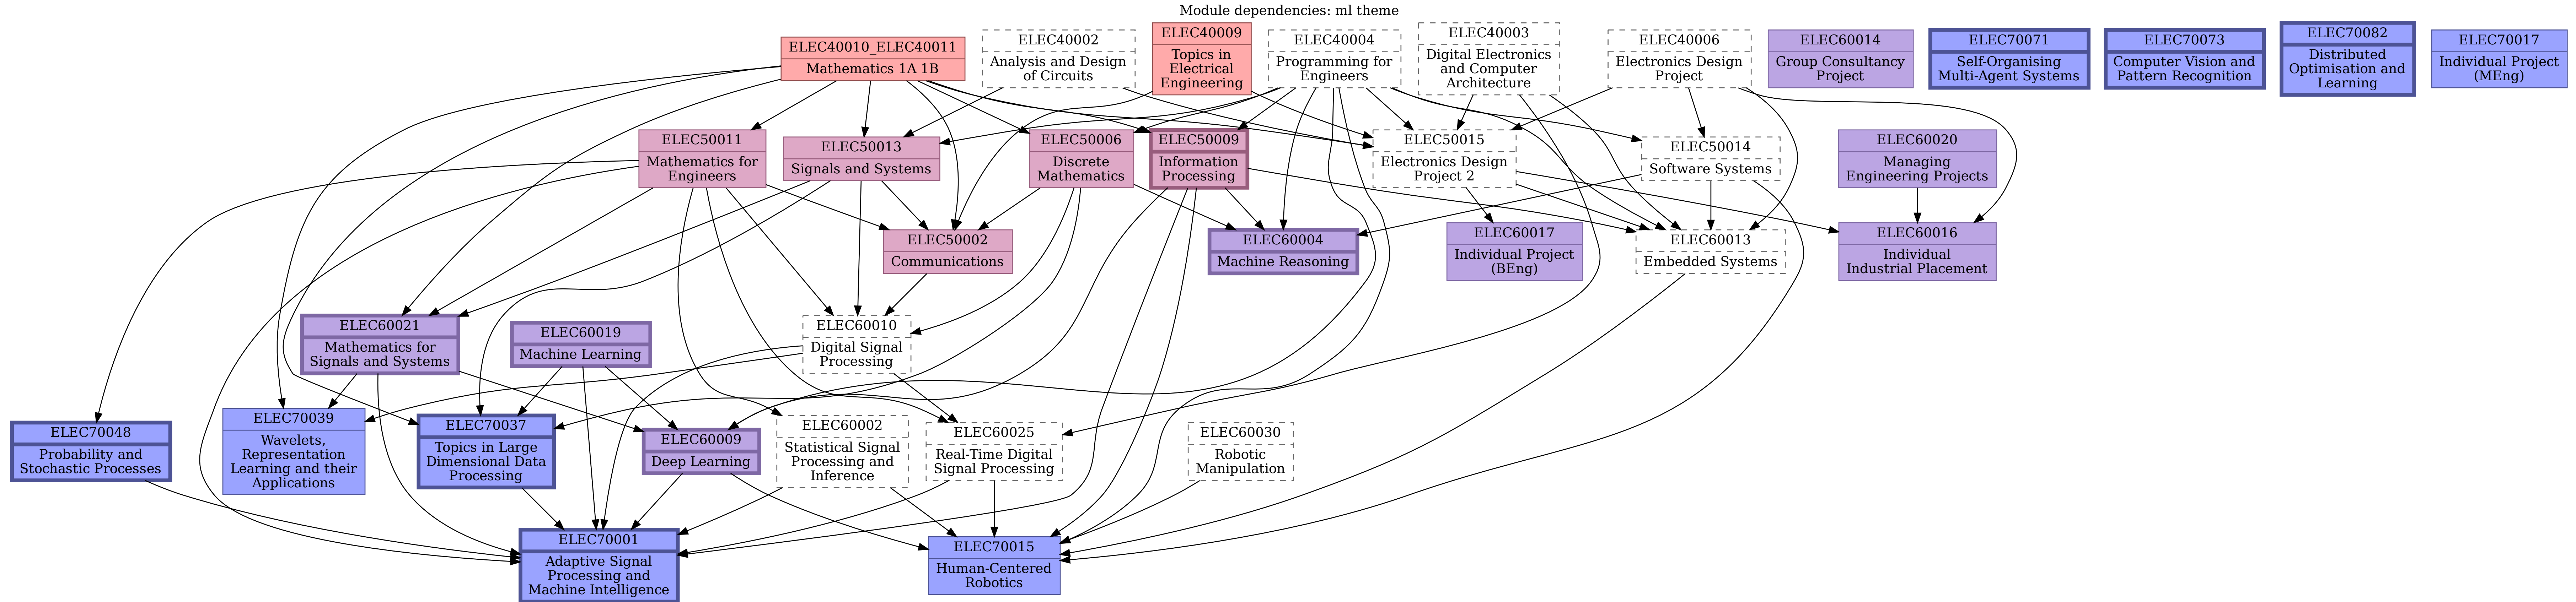 Module dependencies: ml theme
ELEC40010_ELEC40011
Mathematics 1A 1B
ELEC40002
Analysis and Design
of Circuits
ELEC40009
Topics in
Electrical
Engineering
ELEC40004
Programming for
Engineers
ELEC40003
Digital Electronics
and Computer
Architecture
ELEC40006
Electronics Design
Project
ELEC60014
Group Consultancy
Project
ELEC70071
Self-Organising
Multi-Agent Systems
ELEC70073
Computer Vision and
Pattern Recognition
ELEC70082
Distributed
Optimisation and
Learning
ELEC70017
Individual Project
(MEng)
ELEC50011
Mathematics for
Engineers
ELEC50013
Signals and Systems
ELEC50006
Discrete
Mathematics
ELEC50009
Information
Processing
ELEC50015
Electronics Design
Project 2
ELEC50014
Software Systems
ELEC60020
Managing
Engineering Projects
ELEC50002
Communications
ELEC60004
Machine Reasoning
ELEC60017
Individual Project
(BEng)
ELEC60013
Embedded Systems
ELEC60016
Individual
Industrial Placement
ELEC60021
Mathematics for
Signals and Systems
ELEC60019
Machine Learning
ELEC60010
Digital Signal
Processing
ELEC70048
Probability and
Stochastic Processes
ELEC70039
Wavelets,
Representation
Learning and their
Applications
ELEC70037
Topics in Large
Dimensional Data
Processing
ELEC60009
Deep Learning
ELEC60002
Statistical Signal
Processing and
Inference
ELEC60025
Real-Time Digital
Signal Processing
ELEC60030
Robotic
Manipulation
ELEC70001
Adaptive Signal
Processing and
Machine Intelligence
ELEC70015
Human-Centered
Robotics